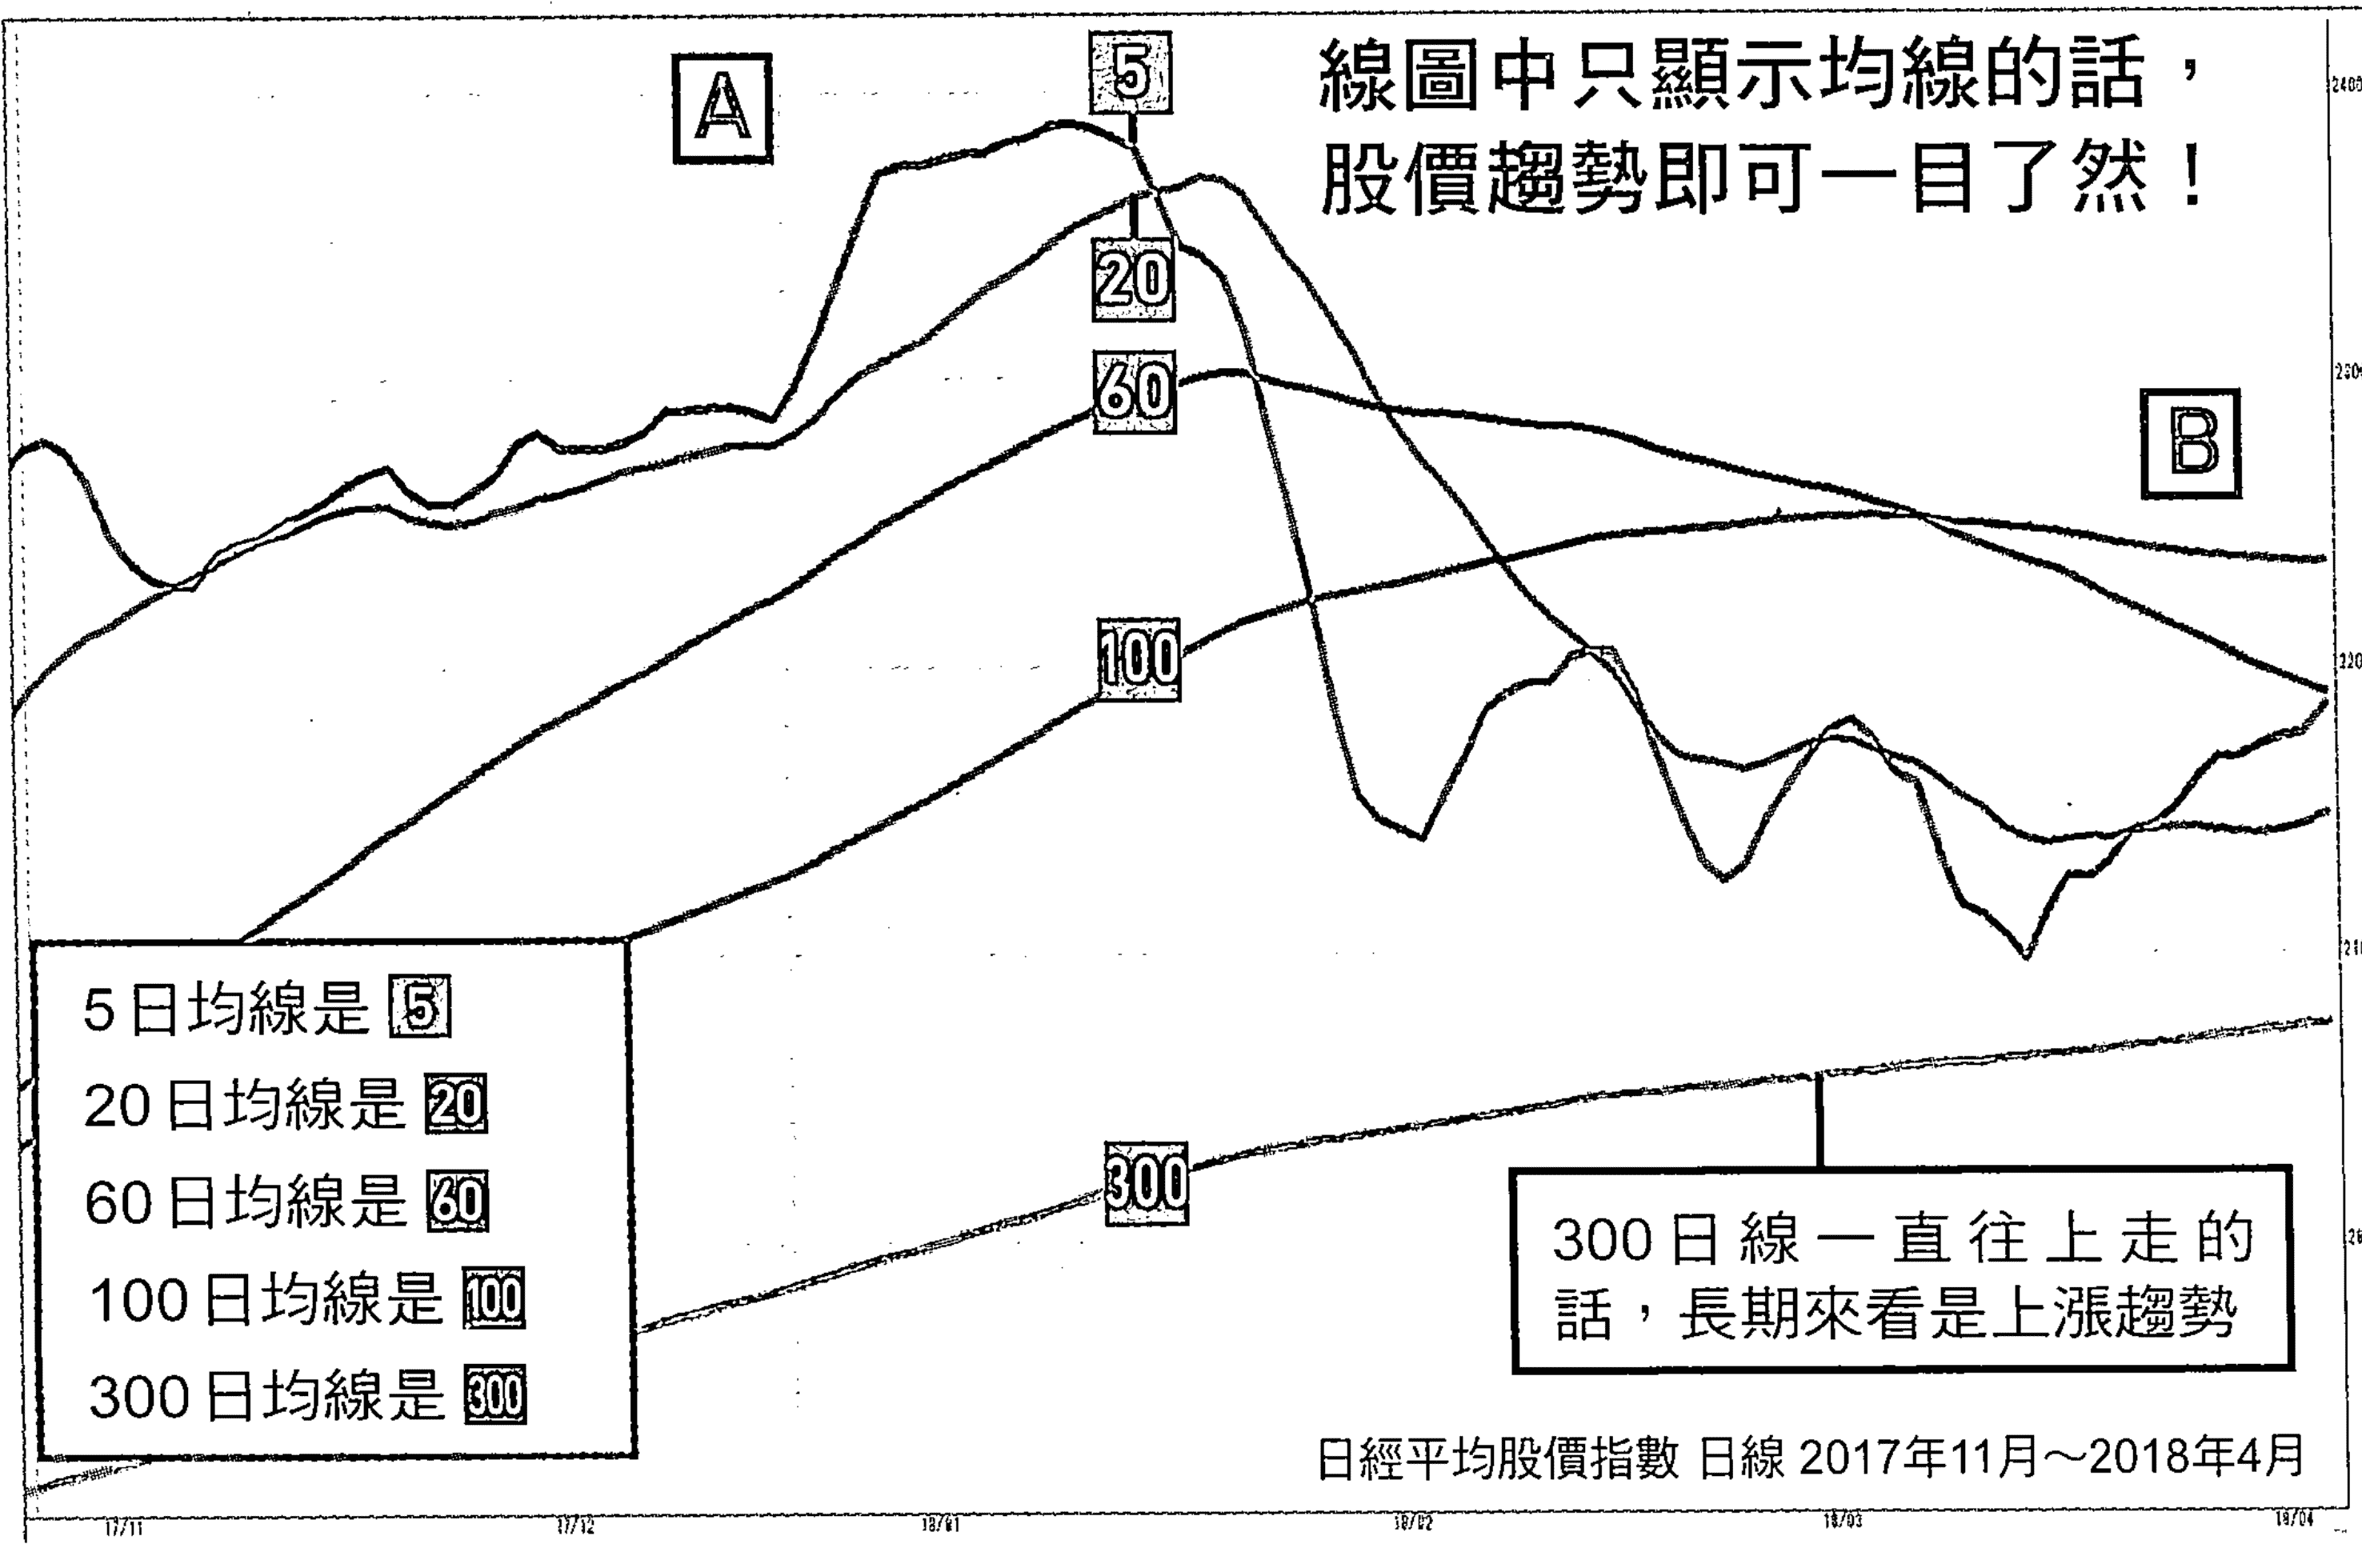 A
5
線圖中只顯示均線的話，
股價趨勢即可一目了然！
20
60
B
100
5日均線是 5
20日均線是 20
60日均線是 60
100日均線是 100
300日均線是 300
300
300日線一直往上走的
話，長期來看是上漲趨勢
日經平均股價指數 日線 2017年11月～2018年4月
17/11
17/12
18/01
18/02
18/03
18/04